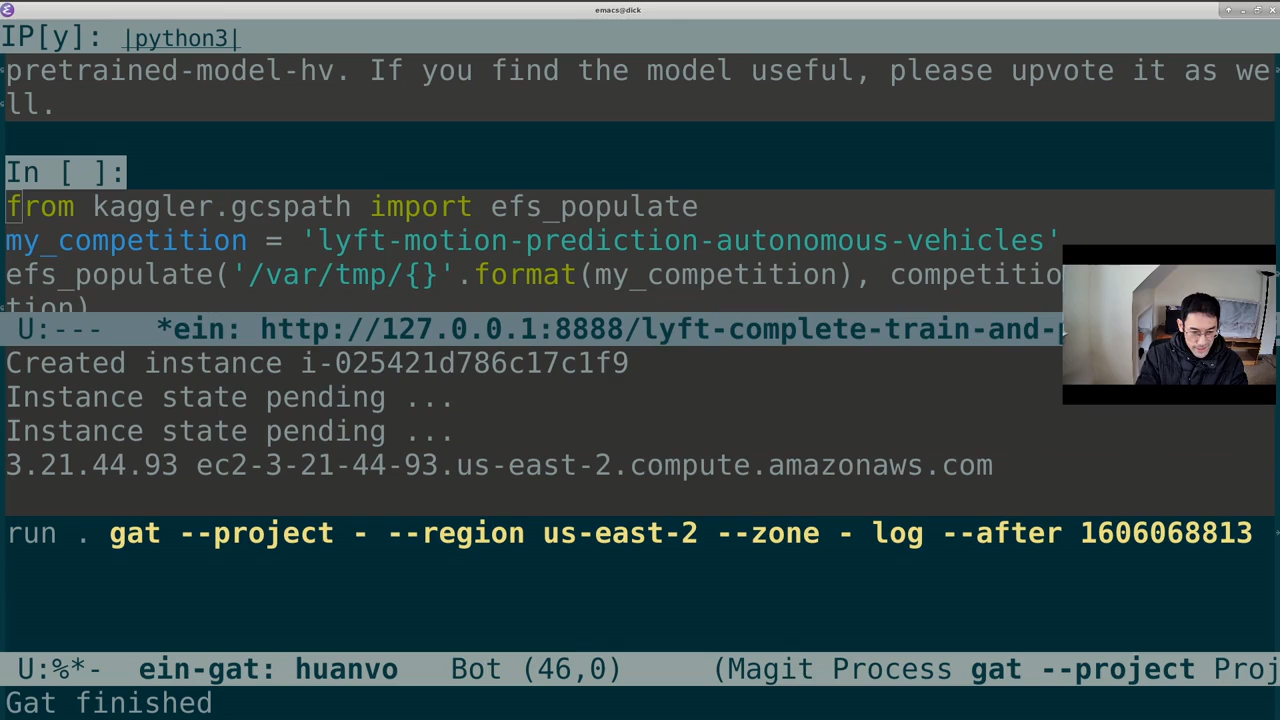 emacs@dick
IP[y]: |python3|
pretrained-model-hv. If you find the model useful, please upvote it as we
ll.
In [ ]:
from kaggler.gcspath import efs_populate
my_competition = 'lyft-motion-prediction-autonomous-vehicles'
efs_populate('/var/tmp/{}'.format(my_competition), competitio
tion)
U:--- *ein: http://127.0.0 1:8888/lyft-complete-train-and-p
Created instance i-025421d786c17c1f9
Instance state pending ...
Instance state pending ...
3.21.44.93 ec2-3-21-44-93.us-east-2.compute.amazonaws.com
run . gat --project - --region us-east-2 --zone - log --after 1606068813
U:%*- ein-gat: huanvo Bot (46,0) (Magit Process gat --project Proj
Gat finished